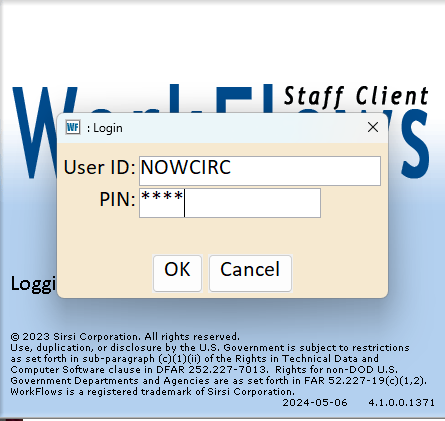 Staff Client
WorkFlows
WF : Login
User ID: NOWCIRC
PIN: ****
OK Cancel
Loggi
© 2023 Sirsi Corporation. All rights reserved.
Use, duplication, or disclosure by the U.S. Government is subject to restrictions
as set forth in sub-paragraph (c)(1)(ii) of the Rights in Technical Data and
Computer Software clause in DFAR 252.227-7013. Rights for non-DOD U.S.
Government Departments and Agencies are as set forth in FAR 52.227-19(c)(1,2).
WorkFlows is a registered trademark of Sirsi Corporation.
2024-05-06 4.1.0.0.1371